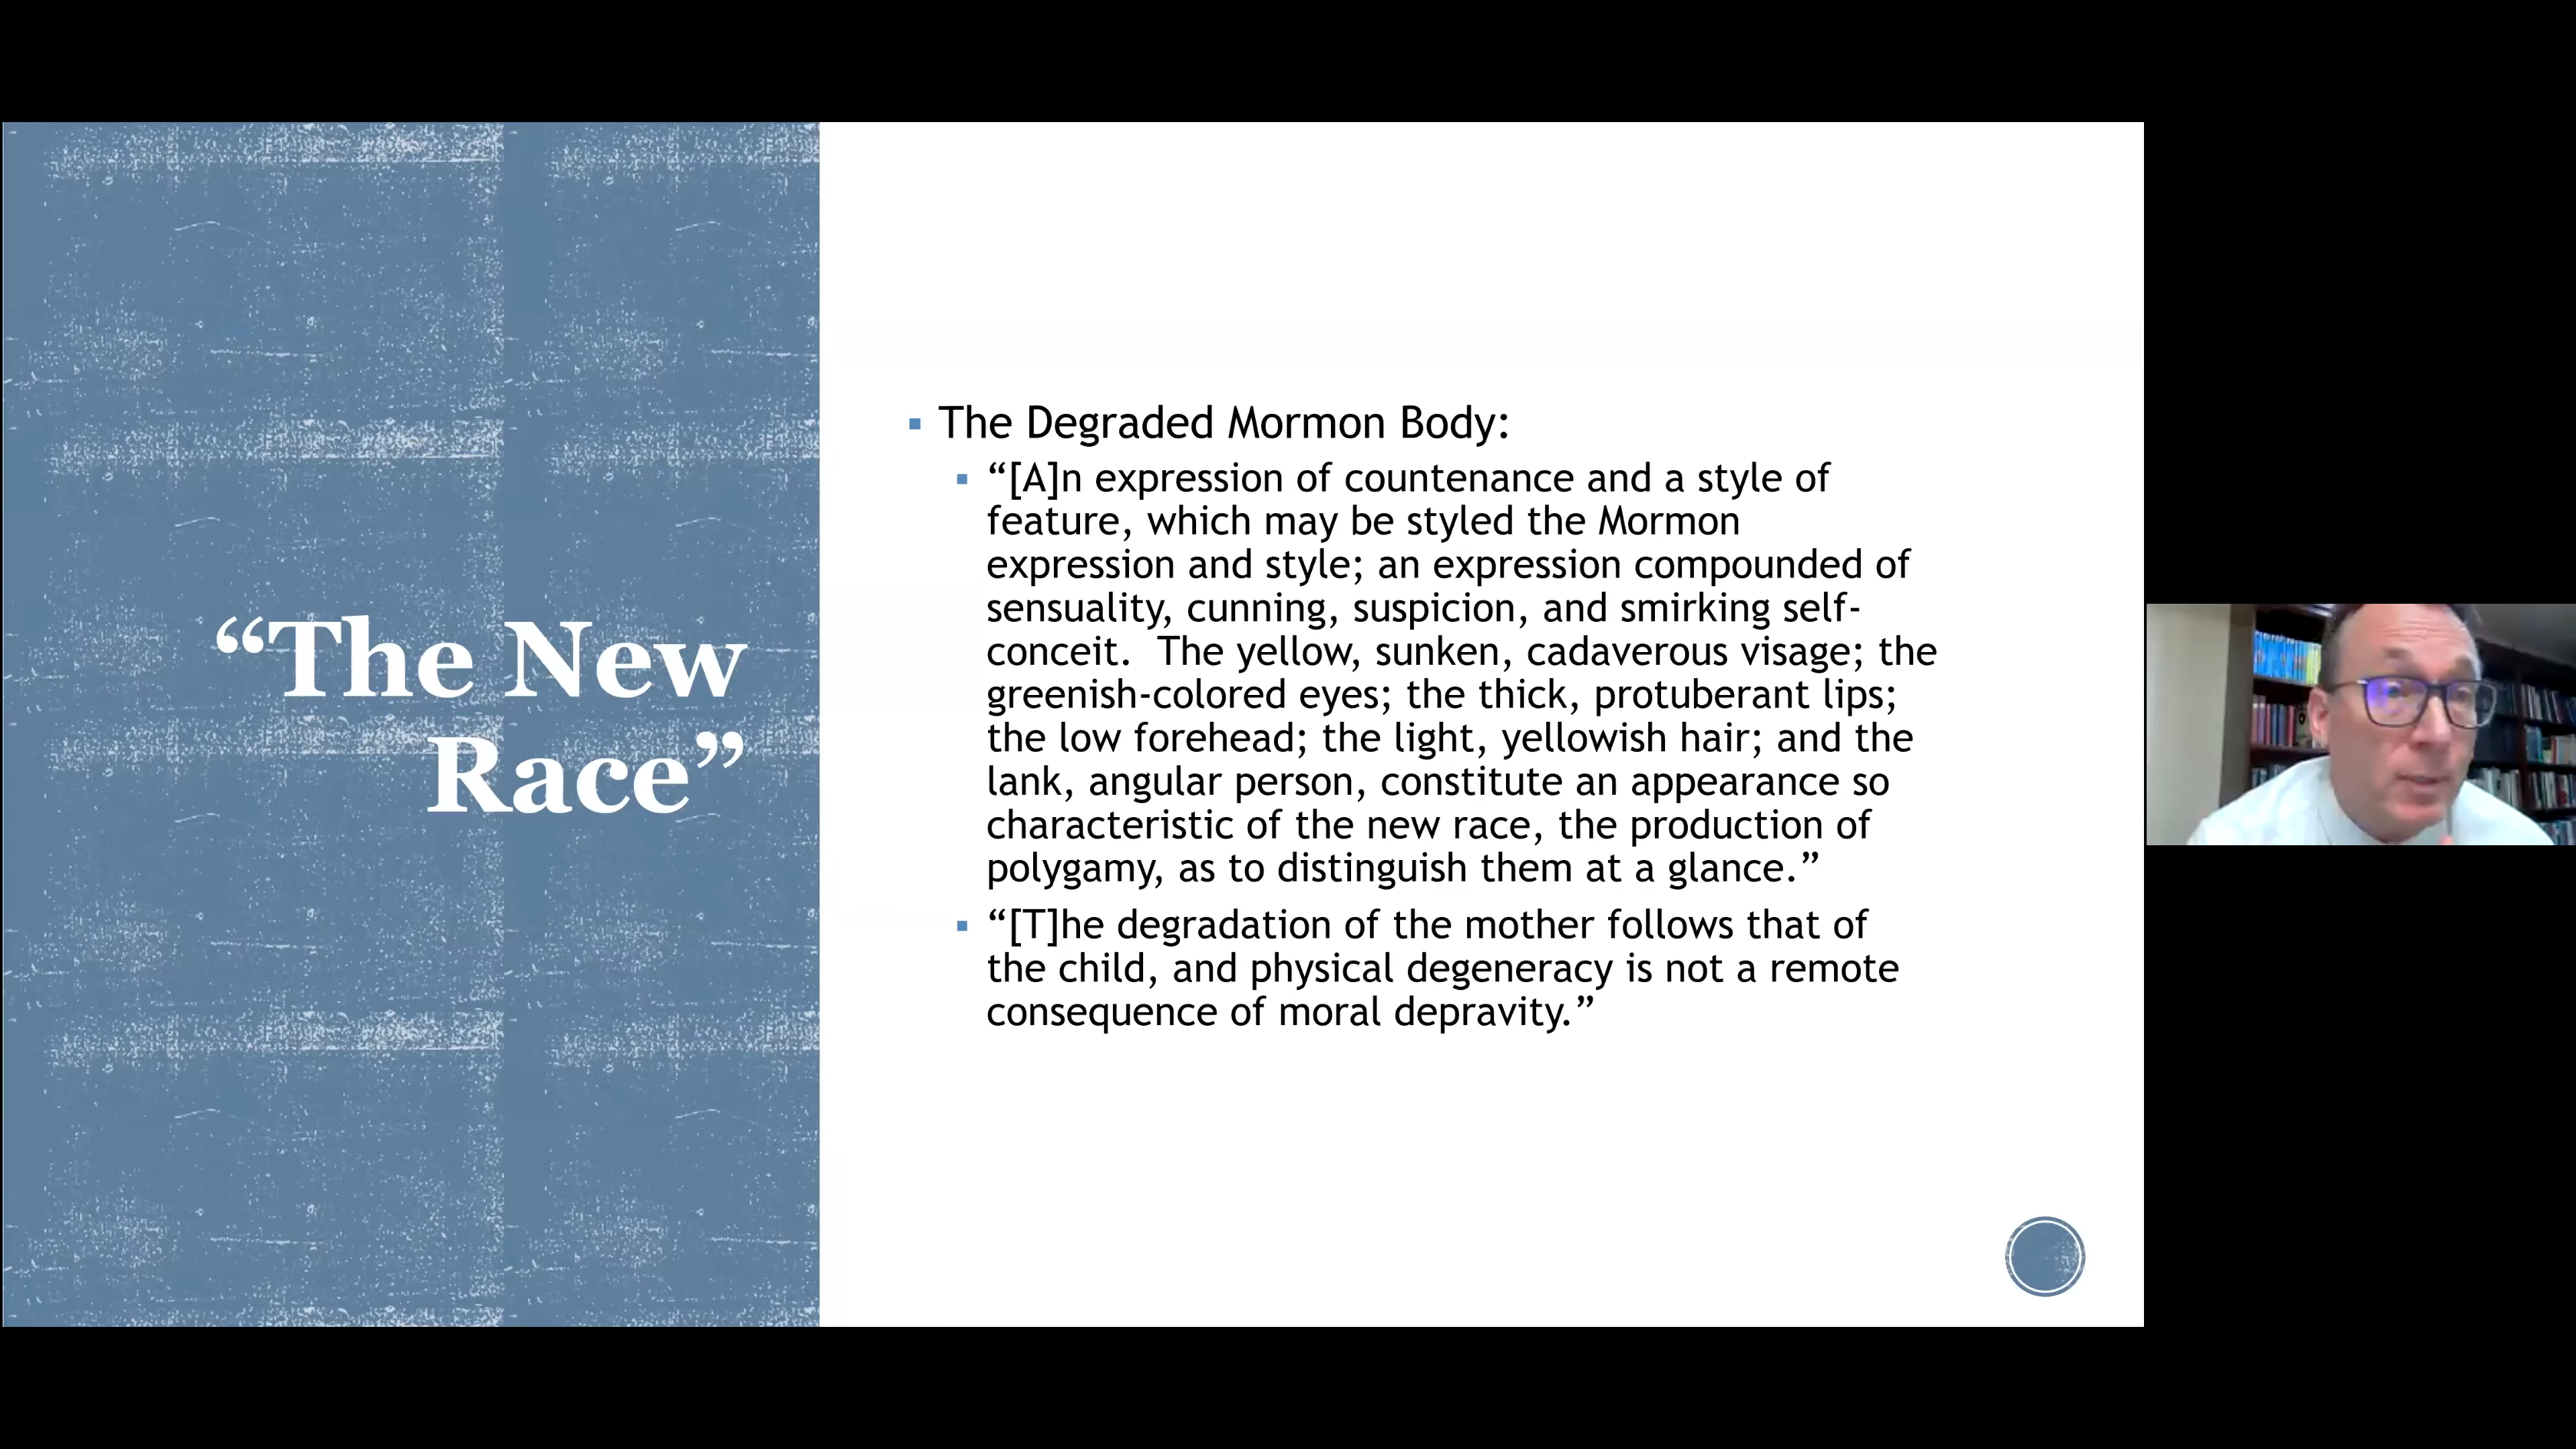 “The New
Race”
The Degraded Mormon Body:
“[A]n expression of countenance and a style of
feature, which may be styled the Mormon
expression and style; an expression compounded of
sensuality, cunning, suspicion, and smirking self-
conceit.  The yellow, sunken, cadaverous visage; the
greenish-colored eyes; the thick, protuberant lips;
the low forehead; the light, yellowish hair; and the
lank, angular person, constitute an appearance so
characteristic of the new race, the production of
polygamy, as to distinguish them at a glance.”
“[T]he degradation of the mother follows that of
the child, and physical degeneracy is not a remote
consequence of moral depravity.”